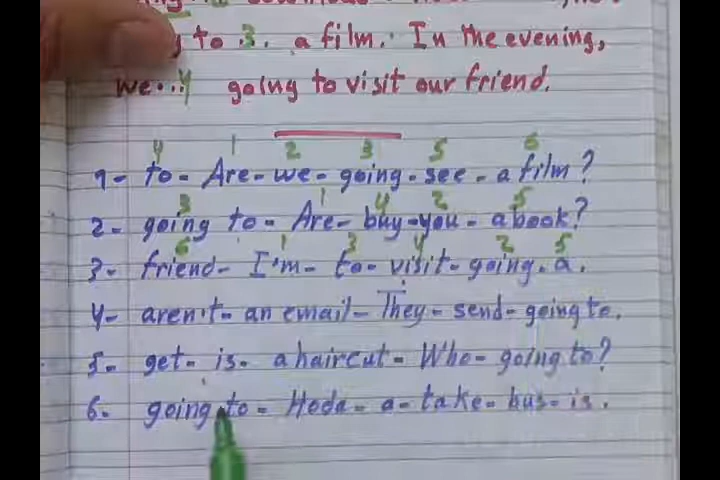 to 3. a film. In the evening,
we...4 going to visit our friend.
4 1 2 3 5 6
1- to- Are- we- going- see- a film?
3 1 4 2 5
2- going to- Are- buy- you- a book?
6 1 3 4 2 5
3- friend- I'm- to- visit- going- a.
4- aren't- an email- They- send- going to.
5- get- is- a haircut- Who- going to?
6- going to- Hoda- a- take- bus- is.